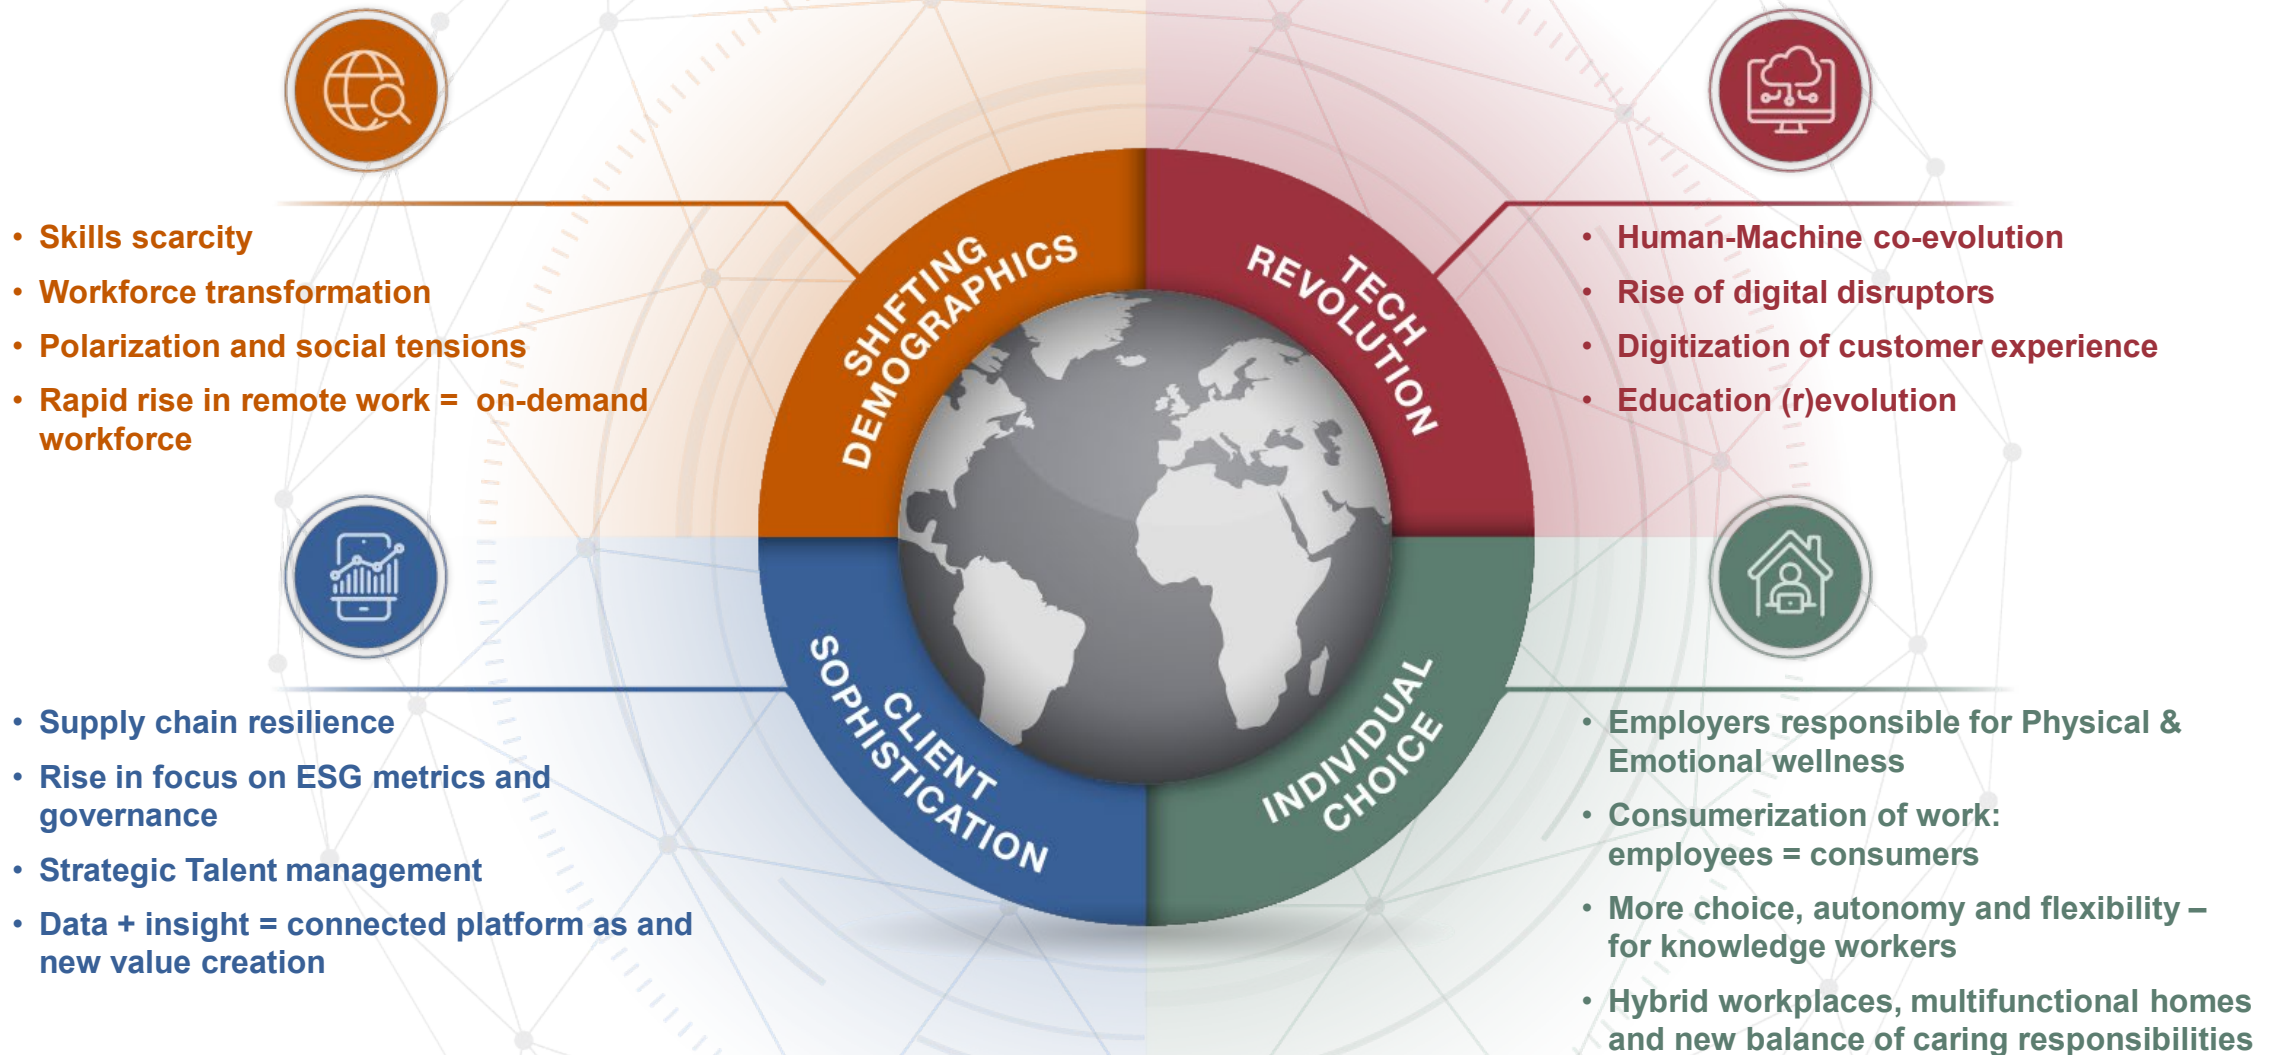 SHIFTING
DEMOGRAPHICS
• Skills scarcity
• Workforce transformation
• Polarization and social tensions
• Rapid rise in remote work =  on-demand
workforce
TECH
REVOLUTION
• Human-Machine co-evolution
• Rise of digital disruptors
• Digitization of customer experience
• Education (r)evolution
CLIENT
SOPHISTICATION
• Supply chain resilience
• Rise in focus on ESG metrics and
governance
• Strategic Talent management
• Data + insight = connected platform as and
new value creation
INDIVIDUAL
CHOICE
• Employers responsible for Physical &
Emotional wellness
• Consumerization of work:
employees = consumers
• More choice, autonomy and flexibility –
for knowledge workers
• Hybrid workplaces, multifunctional homes
and new balance of caring responsibilities